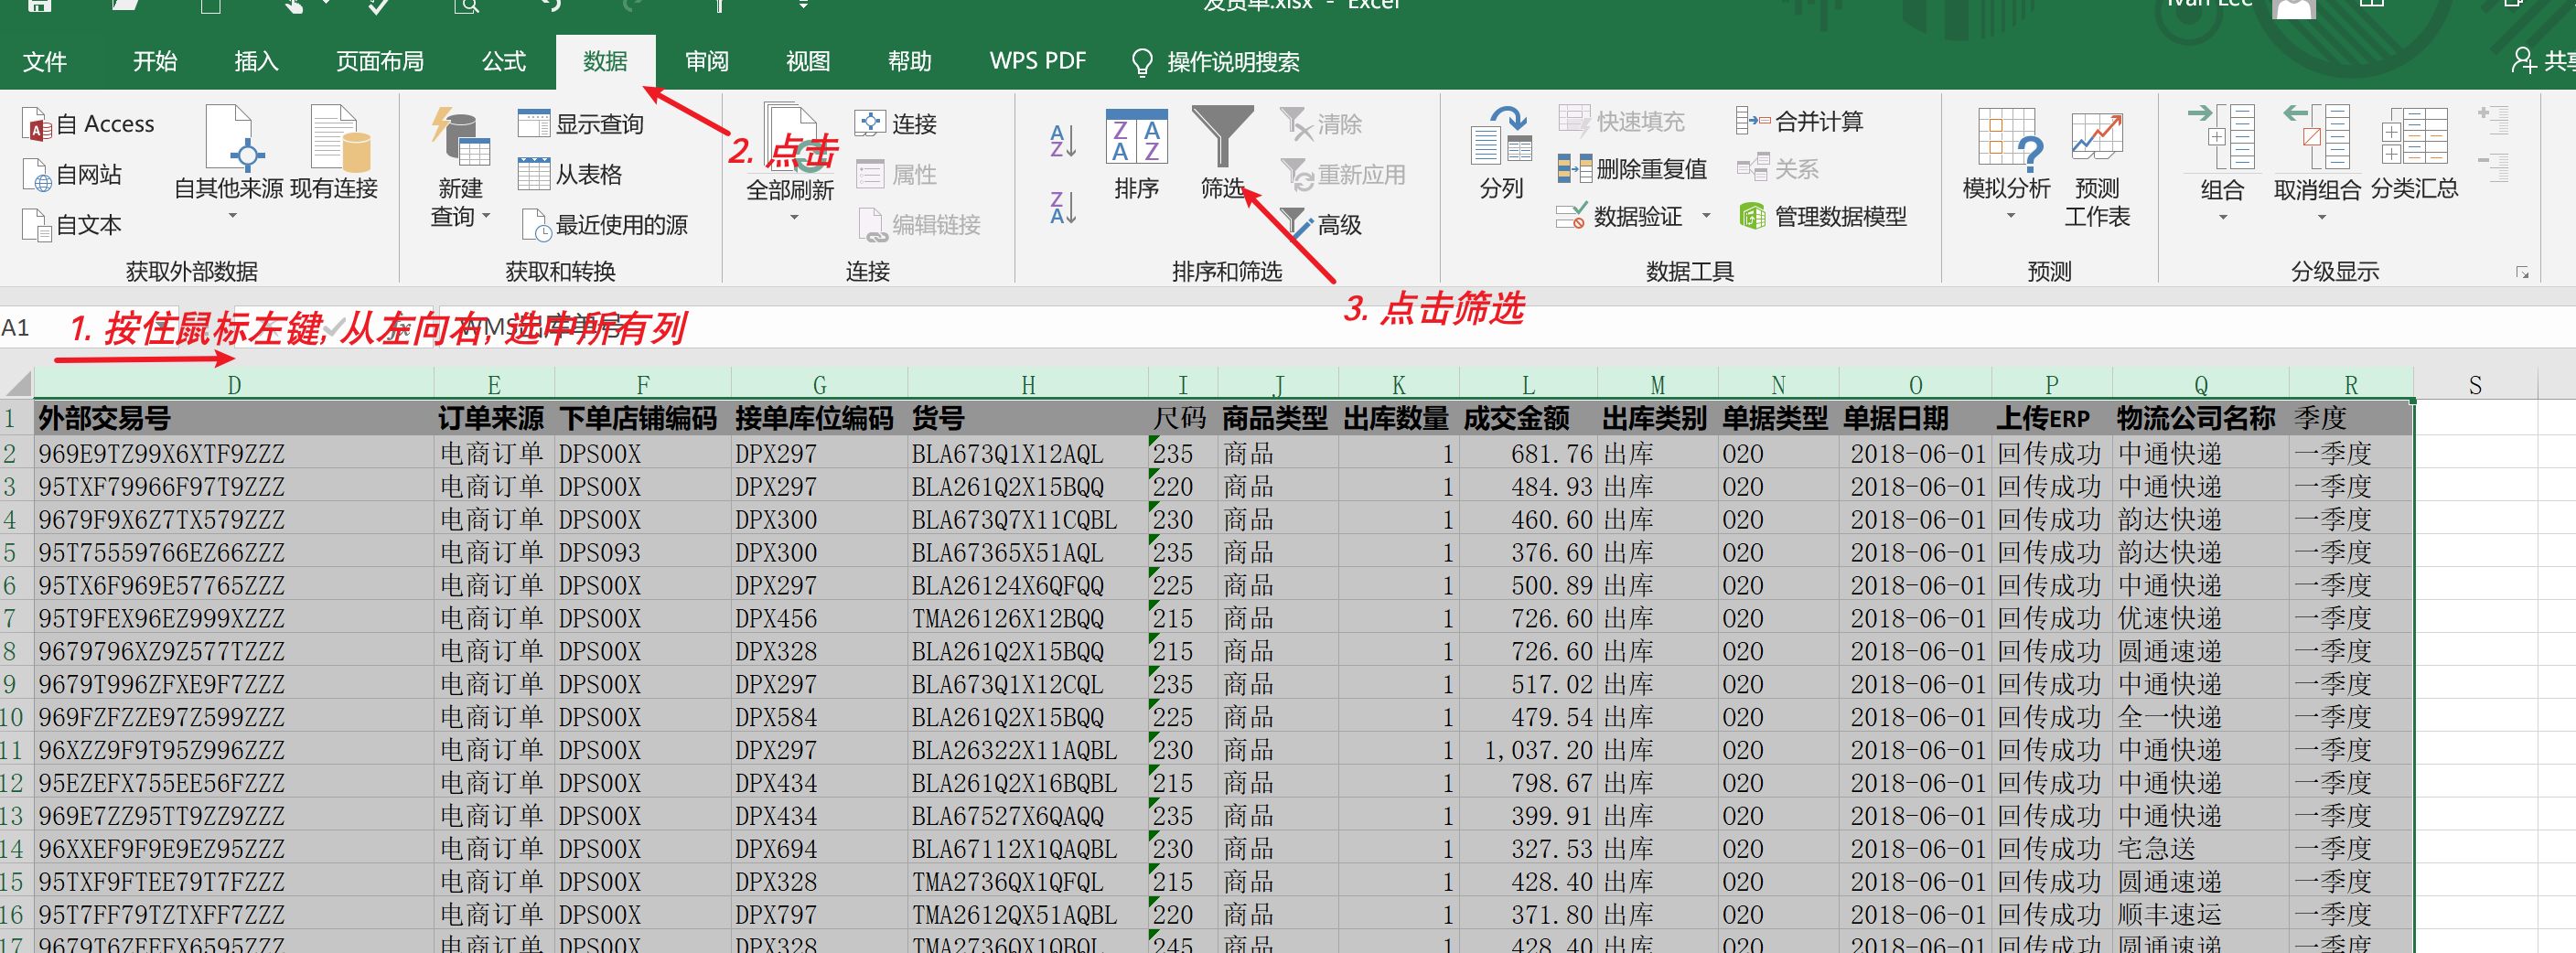 发货单.xlsx - Excel
Ivan Lee
文件 开始 插入 页面布局 公式 数据 审阅 视图 帮助 WPS PDF 操作说明搜索
自 Access
自网站
自文本
自其他来源
现有连接
获取外部数据
新建
查询
显示查询
从表格
最近使用的源
获取和转换
2. 点击
全部刷新
连接
属性
编辑链接
连接
排序
筛选
清除
重新应用
高级
排序和筛选
3. 点击筛选
分列
快速填充
删除重复值
数据验证
合并计算
关系
管理数据模型
数据工具
模拟分析
预测
工作表
预测
组合
取消组合
分类汇总
分级显示
A1
1. 按住鼠标左键, 从左向右, 选中所有列
D E F G H I J K L M N O P Q R S
1 外部交易号 订单来源 下单店铺编码 接单库位编码 货号 尺码 商品类型 出库数量 成交金额 出库类别 单据类型 单据日期 上传ERP 物流公司名称 季度
2 969E9TZ99X6XTF9ZZZ 电商订单 DPS00X DPX297 BLA673Q1X12AQL 235 商品 1 681.76 出库 O2O 2018-06-01 回传成功 中通快递 一季度
3 95TXF79966F97T9ZZZ 电商订单 DPS00X DPX297 BLA261Q2X15BQQ 220 商品 1 484.93 出库 O2O 2018-06-01 回传成功 中通快递 一季度
4 9679F9X6Z7TX579ZZZ 电商订单 DPS00X DPX300 BLA673Q7X11CQBL 230 商品 1 460.60 出库 O2O 2018-06-01 回传成功 韵达快递 一季度
5 95T75559766EZ66ZZZ 电商订单 DPS093 DPX300 BLA67365X51AQL 235 商品 1 376.60 出库 O2O 2018-06-01 回传成功 韵达快递 一季度
6 95TX6F969E57765ZZZ 电商订单 DPS00X DPX297 BLA26124X6QFQQ 225 商品 1 500.89 出库 O2O 2018-06-01 回传成功 中通快递 一季度
7 95T9FEX96EZ999XZZZ 电商订单 DPS00X DPX456 TMA26126X12BQQ 215 商品 1 726.60 出库 O2O 2018-06-01 回传成功 优速快递 一季度
8 9679796XZ9Z577TZZZ 电商订单 DPS00X DPX328 BLA261Q2X15BQQ 215 商品 1 726.60 出库 O2O 2018-06-01 回传成功 圆通速递 一季度
9 9679T996ZFXE9F7ZZZ 电商订单 DPS00X DPX297 BLA673Q1X12CQL 235 商品 1 517.02 出库 O2O 2018-06-01 回传成功 中通快递 一季度
10 969FZFZZE97Z599ZZZ 电商订单 DPS00X DPX584 BLA261Q2X15BQQ 225 商品 1 479.54 出库 O2O 2018-06-01 回传成功 全一快递 一季度
11 96XZZ9F9T95Z996ZZZ 电商订单 DPS00X DPX297 BLA26322X11AQBL 230 商品 1 1,037.20 出库 O2O 2018-06-01 回传成功 中通快递 一季度
12 95EZEFX755EE56FZZZ 电商订单 DPS00X DPX434 BLA261Q2X16BQBL 215 商品 1 798.67 出库 O2O 2018-06-01 回传成功 中通快递 一季度
13 969E7ZZ95TT9ZZ9ZZZ 电商订单 DPS00X DPX434 BLA67527X6QAQQ 235 商品 1 399.91 出库 O2O 2018-06-01 回传成功 中通快递 一季度
14 96XXEF9F9E9EZ95ZZZ 电商订单 DPS00X DPX694 BLA67112X1QAQBL 230 商品 1 327.53 出库 O2O 2018-06-01 回传成功 宅急送 一季度
15 95TXF9FTEE79T7FZZZ 电商订单 DPS00X DPX328 TMA2736QX1QFQL 215 商品 1 428.40 出库 O2O 2018-06-01 回传成功 圆通速递 一季度
16 95T7FF79TZTXFF7ZZZ 电商订单 DPS00X DPX797 TMA2612QX51AQBL 220 商品 1 371.80 出库 O2O 2018-06-01 回传成功 顺丰速运 一季度
17 9679T6ZEEEX6595ZZZ 电商订单 DPS00X DPX328 TMA2736QX1QBQL 245 商品 1 428.40 出库 O2O 2018-06-01 回传成功 圆通速递 一季度